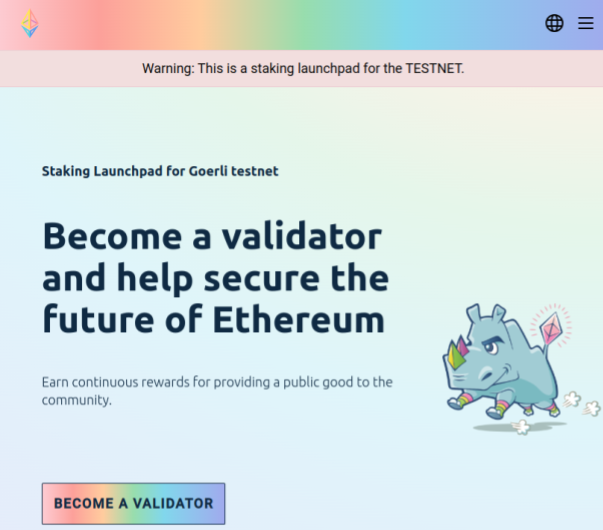 Warning: This is a staking launchpad for the TESTNET.
Staking Launchpad for Goerli testnet
Become a validator
and help secure the
future of Ethereum
Earn continuous rewards for providing a public good to the
community.
BECOME A VALIDATOR